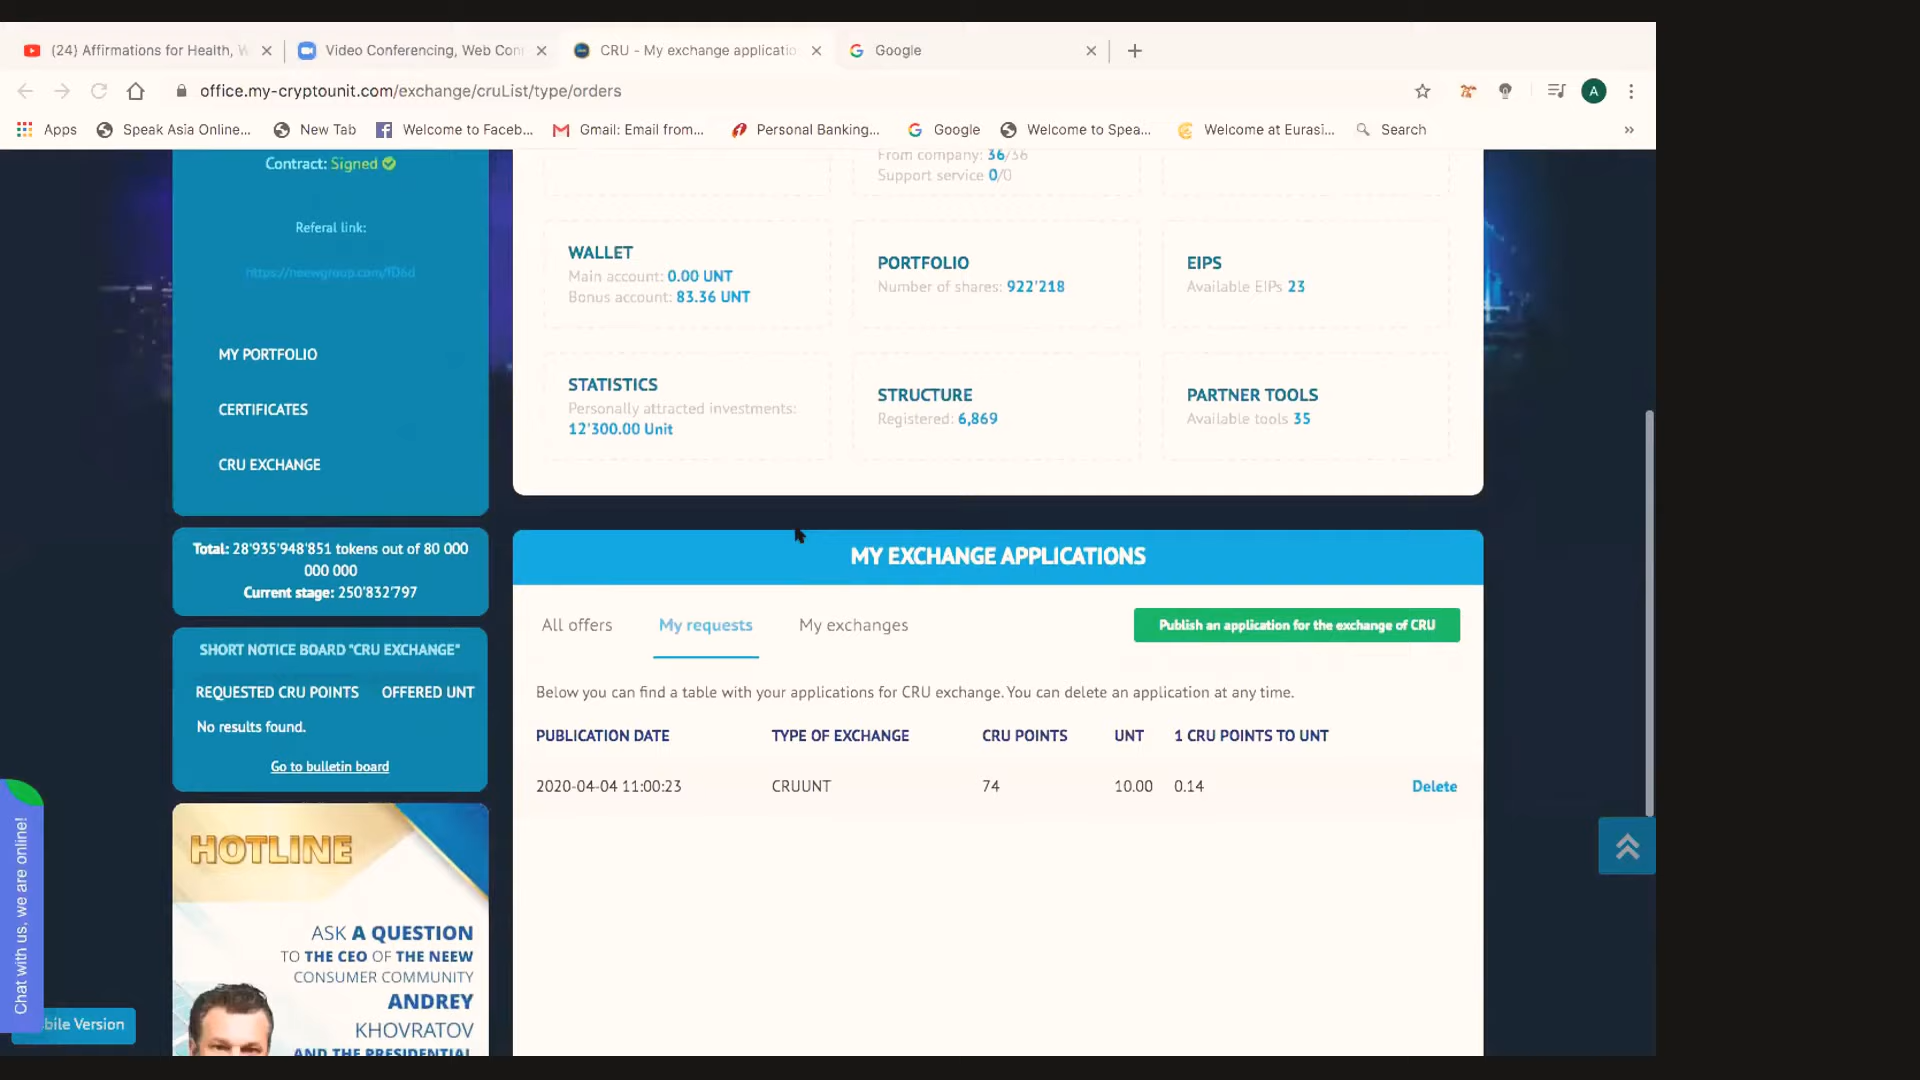 (24) Affirmations for Health, W
Video Conferencing, Web Con
CRU - My exchange applicatio
Google
office.my-cryptounit.com/exchange/cruList/type/orders
A
Apps
Speak Asia Online...
New Tab
Welcome to Faceb...
Gmail: Email from...
Personal Banking...
Google
Welcome to Spea...
Welcome at Eurasi...
Search
»
Contract: Signed
Referal link:
https://neewgroup.com/fD6d
MY PORTFOLIO
CERTIFICATES
CRU EXCHANGE
From company: 36/36
Support service 0/0
WALLET
Main account: 0.00 UNT
Bonus account: 83.36 UNT
PORTFOLIO
Number of shares: 922'218
EIPS
Available EIPs 23
STATISTICS
Personally attracted investments:
12'300.00 Unit
STRUCTURE
Registered: 6,869
PARTNER TOOLS
Available tools 35
Total: 28'935'948'851 tokens out of 80 000
000 000
Current stage: 250'832'797
SHORT NOTICE BOARD "CRU EXCHANGE"
REQUESTED CRU POINTS OFFERED UNT
No results found.
Go to bulletin board
MY EXCHANGE APPLICATIONS
All offers
My requests
My exchanges
Publish an application for the exchange of CRU
Below you can find a table with your applications for CRU exchange. You can delete an application at any time.
PUBLICATION DATE TYPE OF EXCHANGE CRU POINTS UNT 1 CRU POINTS TO UNT
2020-04-04 11:00:23 CRUUNT 74 10.00 0.14 Delete
HOTLINE
ASK A QUESTION
TO THE CEO OF THE NEEW
CONSUMER COMMUNITY
ANDREY
KHOVRATOV
AND THE PRESIDENTIAL
Chat with us, we are online!
bile Version